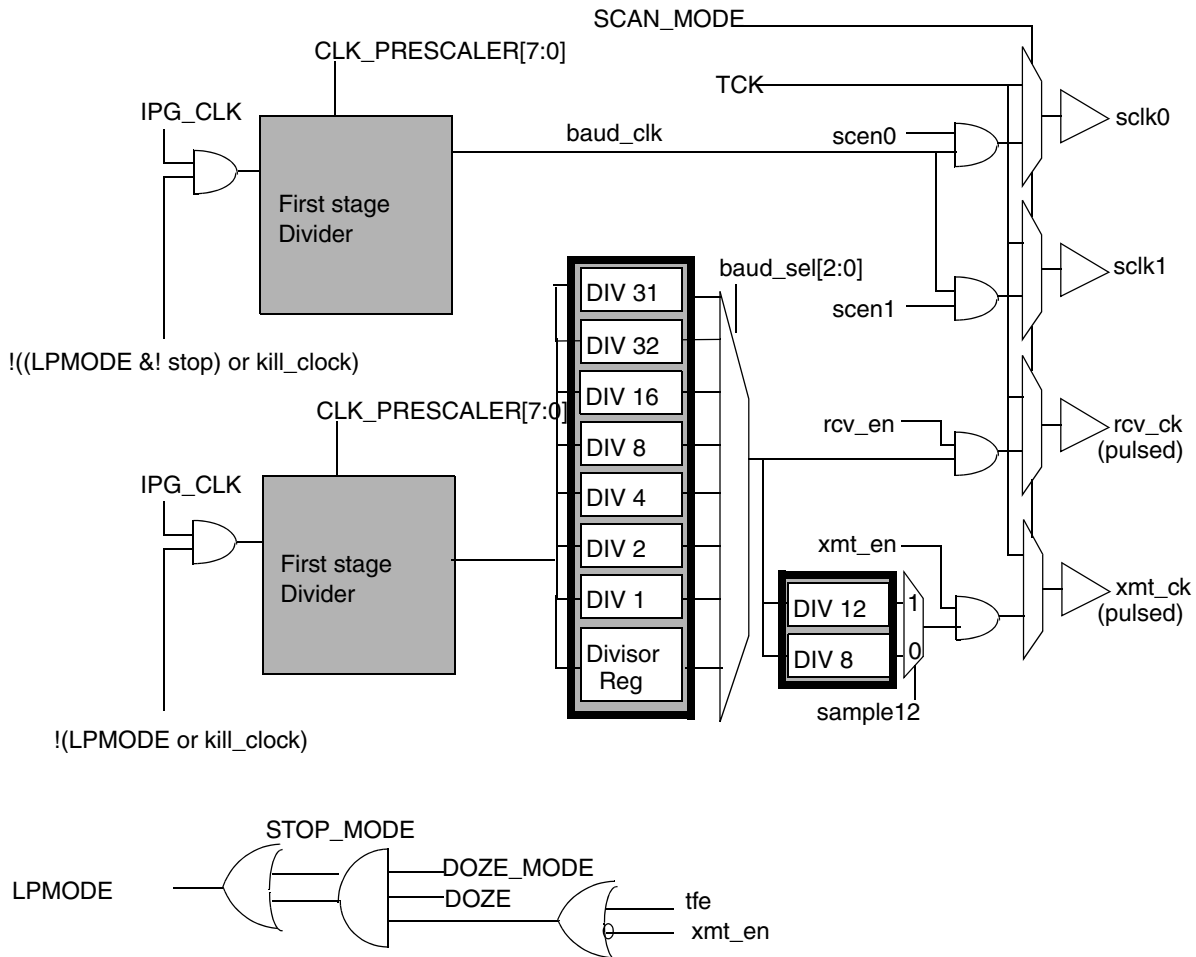 SCAN_MODE
CLK_PRESCALER[7:0]
TCK
IPG_CLK
sclk0
baud_clk
scen0
First stage
Divider
baud_sel[2:0]
sclk1
DIV 31
scen1
DIV 32
!((LPMODE &! stop) or kill_clock)
DIV 16
CLK_PRESCALER[7:0]
rcv_en
rcv_ck
(pulsed)
DIV 8
IPG_CLK
DIV 4
DIV 2
xmt_en
First stage
Divider
DIV 1
DIV 12
1
xmt_ck
(pulsed)
Divisor
Reg
DIV 8
0
sample12
!(LPMODE or kill_clock)
STOP_MODE
DOZE_MODE
LPMODE
DOZE
tfe
xmt_en